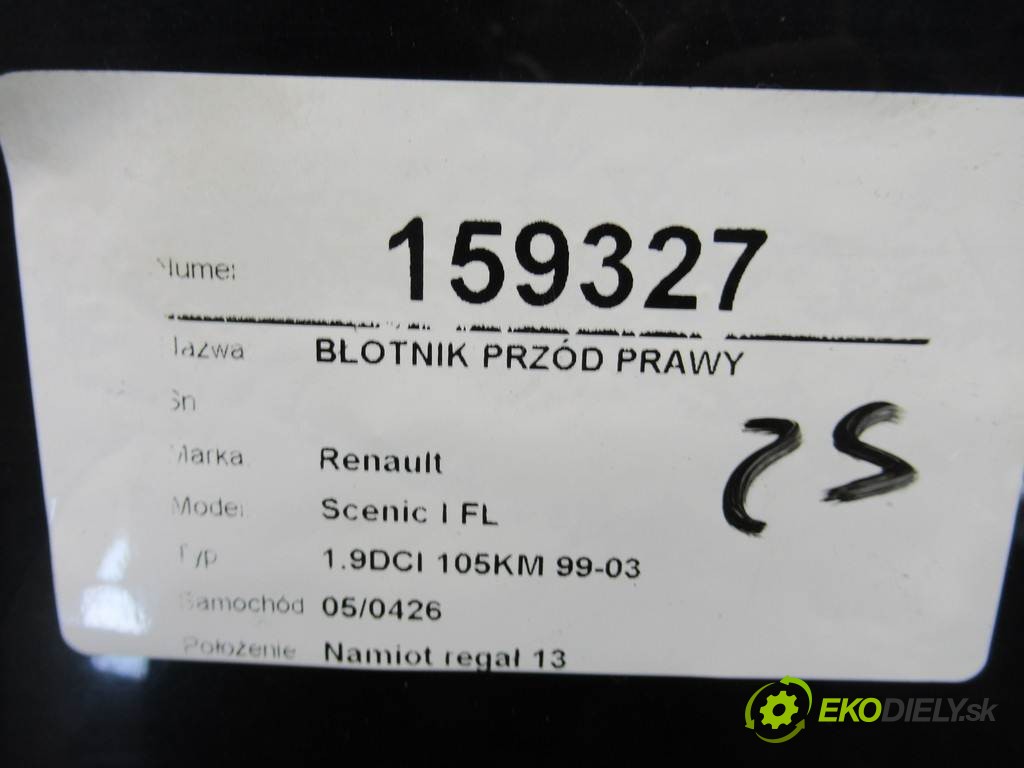 Numer 159327
Nazwa BŁOTNIK PRZÓD PRAWY
Sn
Marka Renault
Model Scenic I FL
Typ 1.9DCI 105KM 99-03
Samochód 05/0426
Położenie Namiot regał 13
EKODIELY.sk